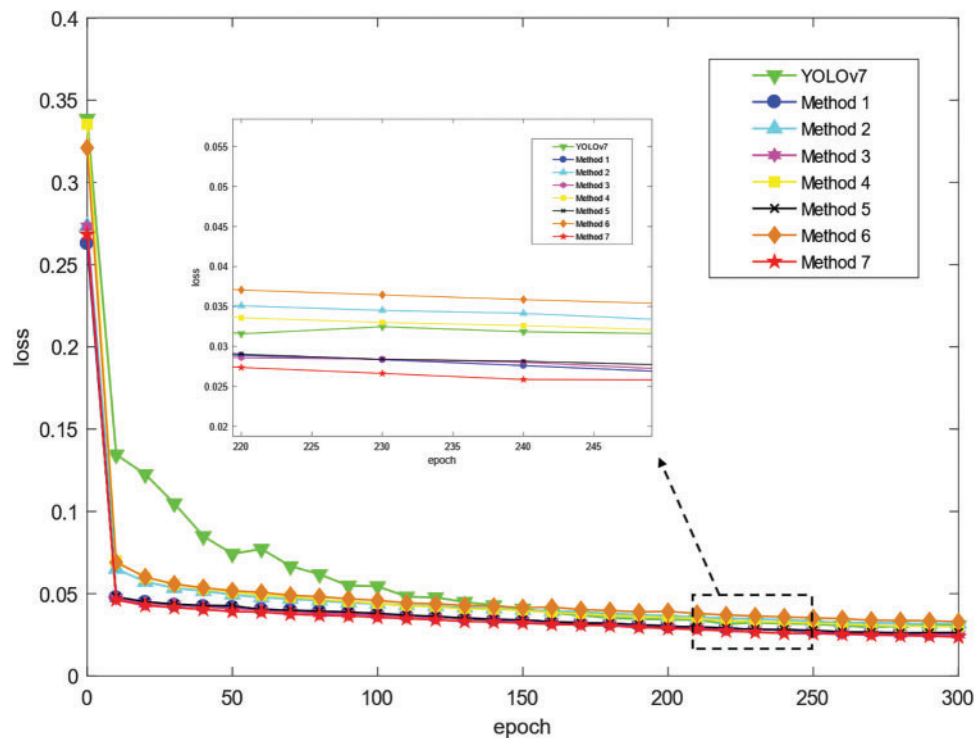 0.4
0.35
0.3
0.25
0.2
0.15
0.1
0.05
0
loss
0 50 100 150 200 250 300
epoch
YOLOv7
Method 1
Method 2
Method 3
Method 4
Method 5
Method 6
Method 7
0.055
0.05
0.045
0.04
0.035
0.03
0.025
0.02
loss
220 225 230 235 240 245
epoch
YOLOv7
Method 1
Method 2
Method 3
Method 4
Method 5
Method 6
Method 7